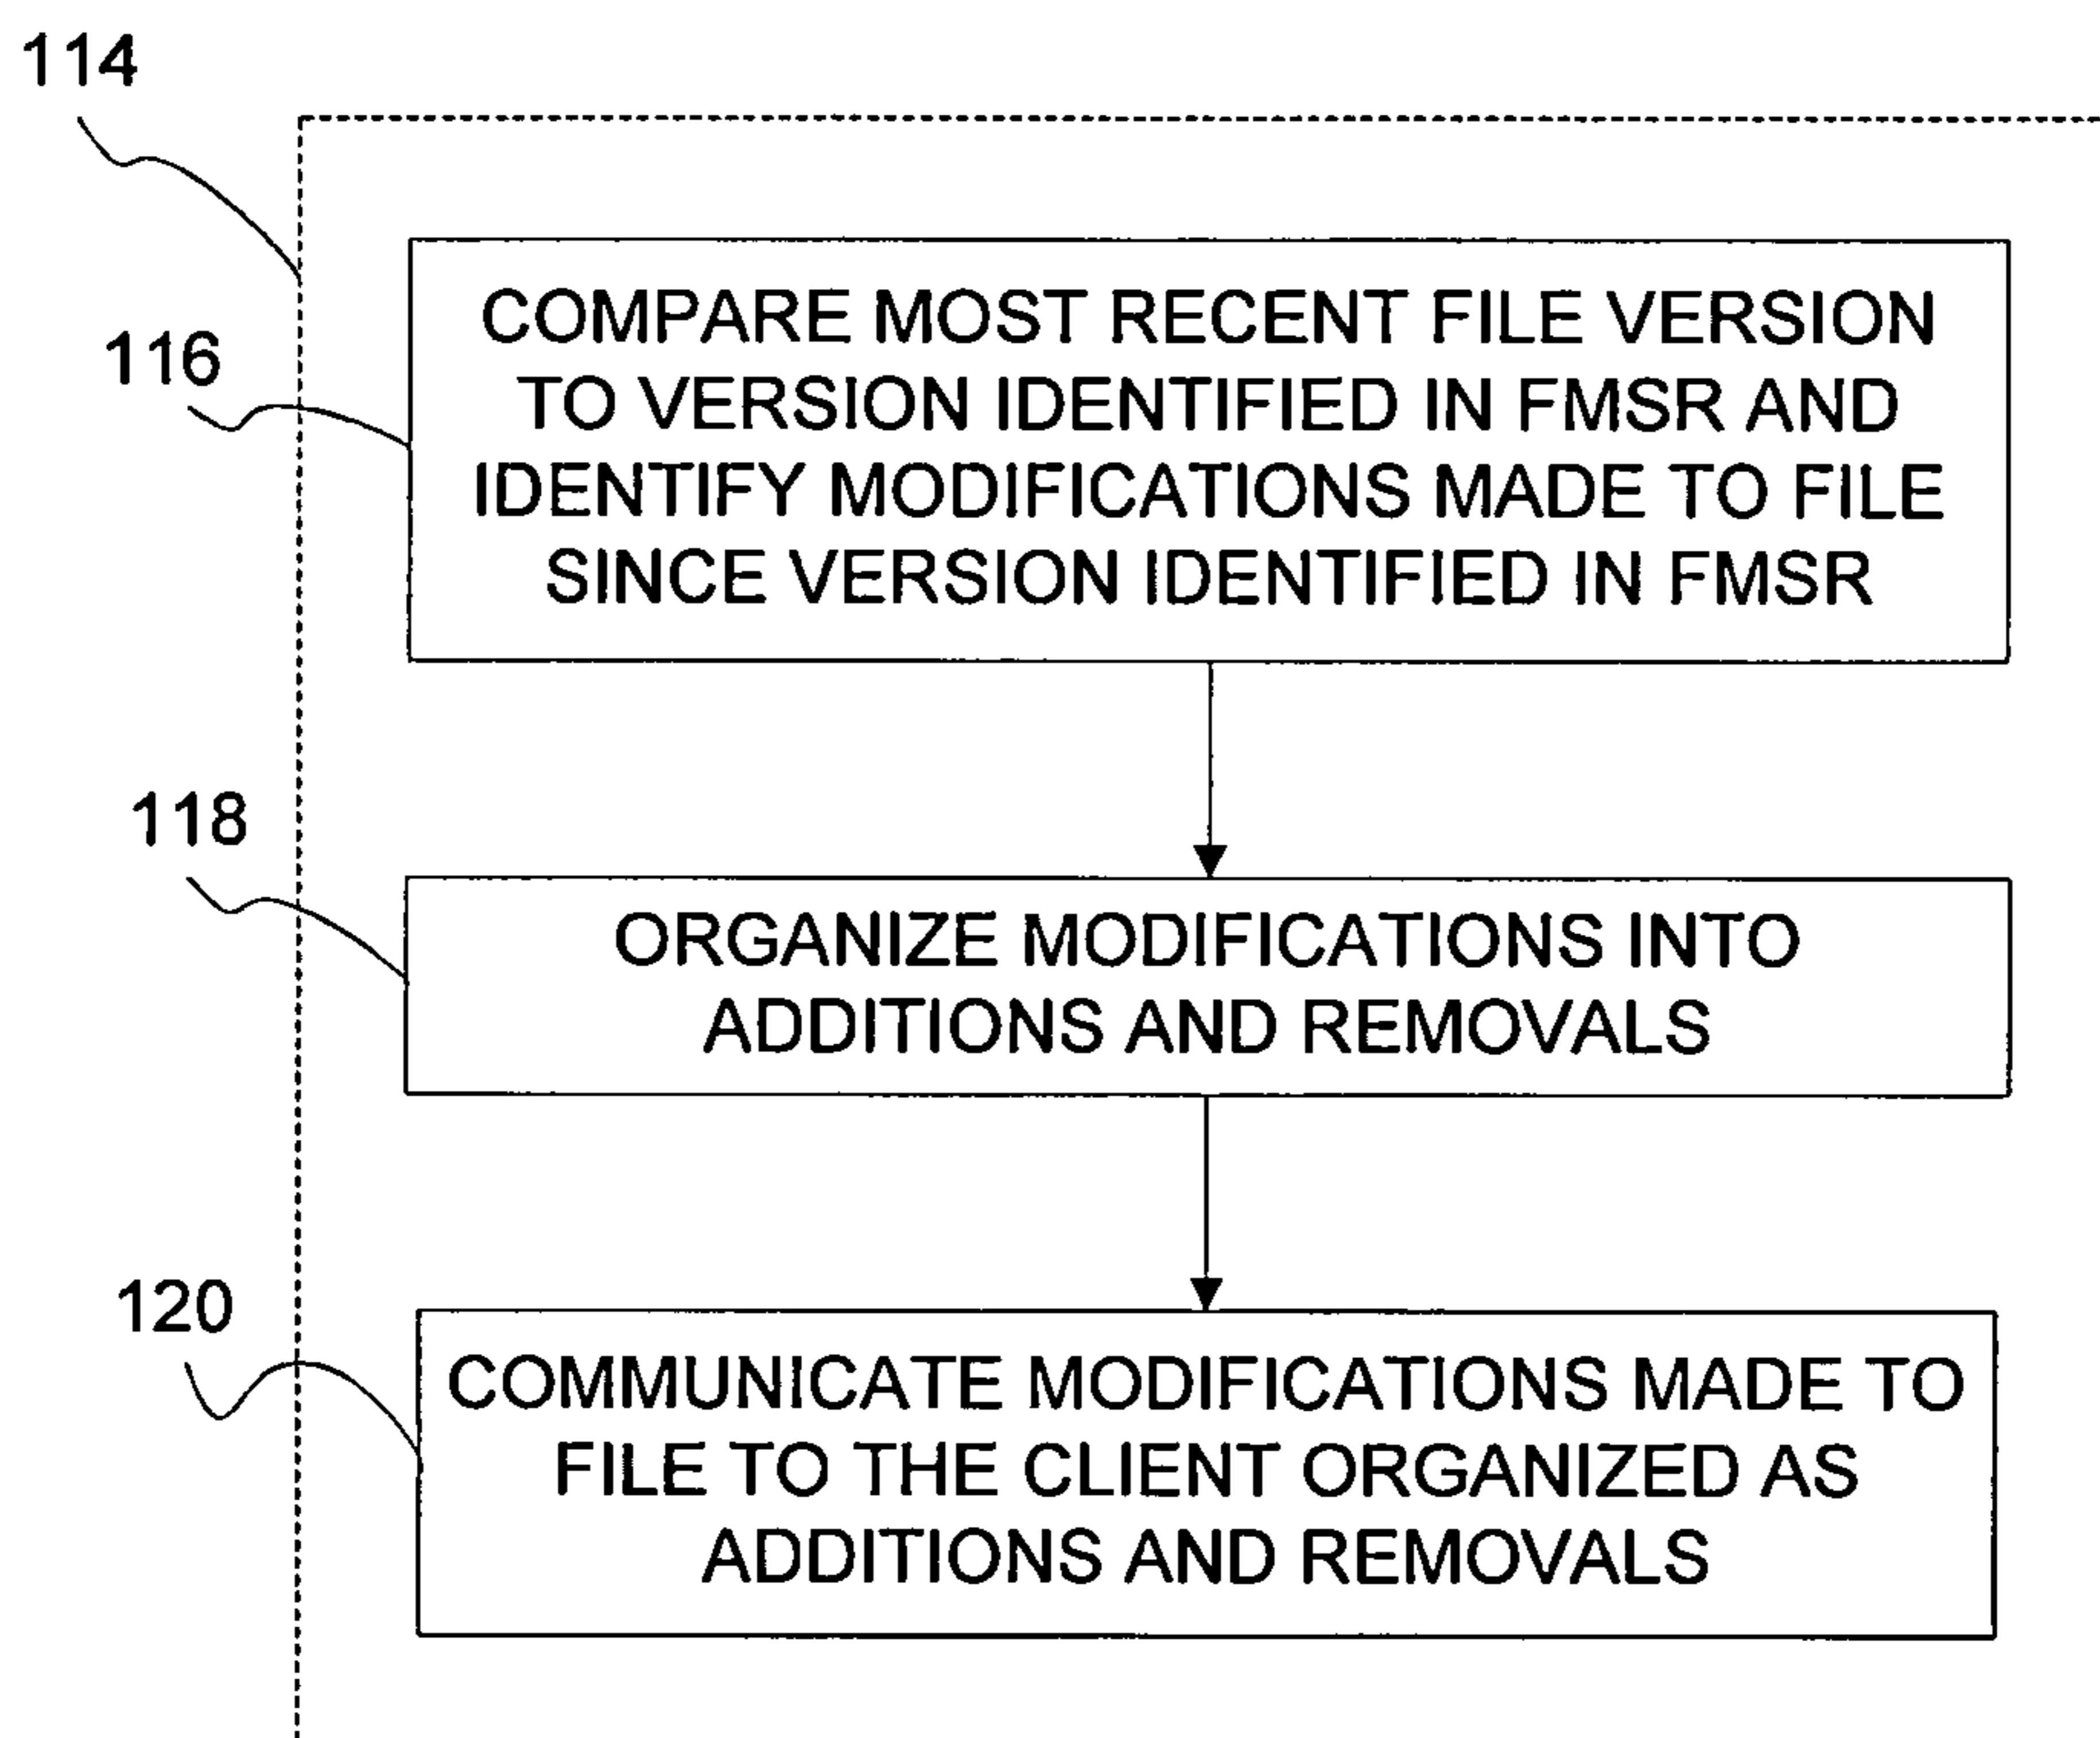 114
116
COMPARE MOST RECENT FILE VERSION
TO VERSION IDENTIFIED IN FMSR AND
IDENTIFY MODIFICATIONS MADE TO FILE
SINCE VERSION IDENTIFIED IN FMSR
118
ORGANIZE MODIFICATIONS INTO
ADDITIONS AND REMOVALS
120
COMMUNICATE MODIFICATIONS MADE TO
FILE TO THE CLIENT ORGANIZED AS
ADDITIONS AND REMOVALS